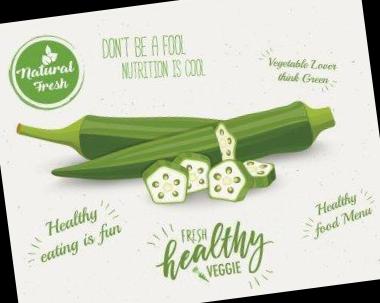 Natural
Fresh
DON'T BE A FOOL
NUTRITION IS COOL
Vegetable Lover
think Green
Healthy
eating is fun
FRESH
healthy
VEGGIE
Healthy
food Menu